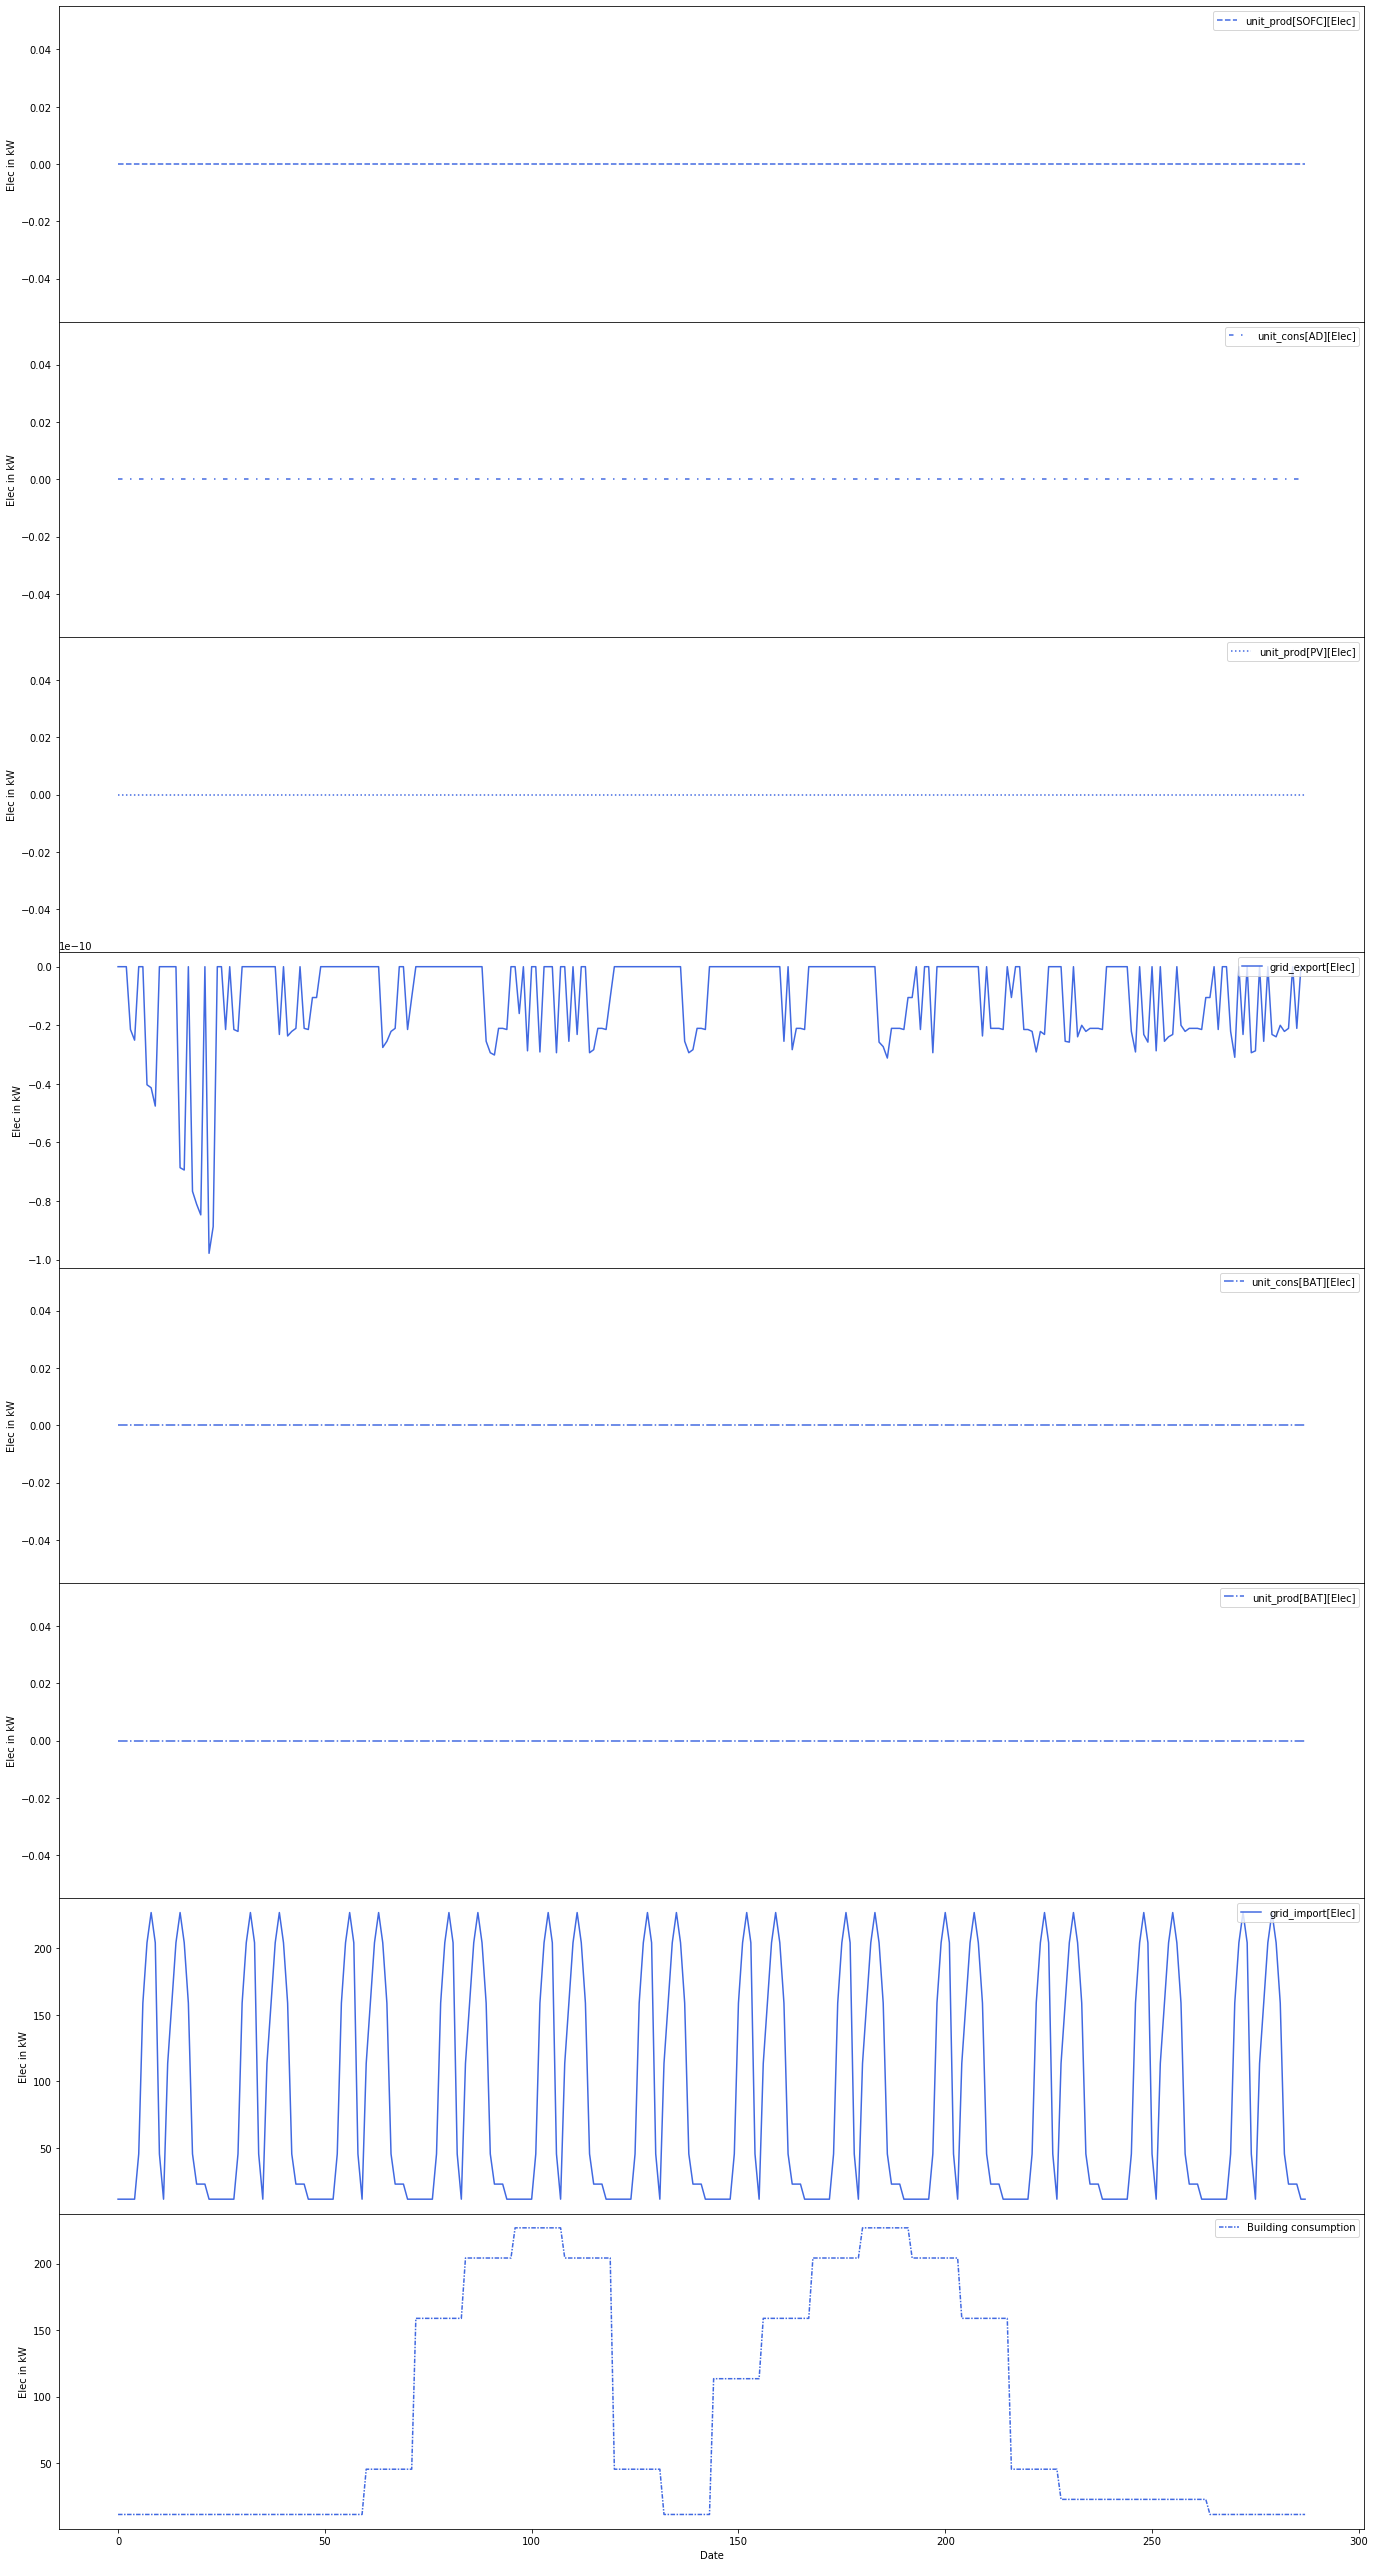 unit_prod[SOFC][Elec]
0.04
0.02
0.00
−0.02
−0.04
Elec in kW
unit_cons[AD][Elec]
0.04
0.02
0.00
−0.02
−0.04
Elec in kW
unit_prod[PV][Elec]
0.04
0.02
0.00
−0.02
−0.04
Elec in kW
1e−10
grid_export[Elec]
0.0
−0.2
−0.4
−0.6
−0.8
−1.0
Elec in kW
unit_cons[BAT][Elec]
0.04
0.02
0.00
−0.02
−0.04
Elec in kW
unit_prod[BAT][Elec]
0.04
0.02
0.00
−0.02
−0.04
Elec in kW
grid_import[Elec]
200
150
100
50
Elec in kW
Building consumption
200
150
100
50
Elec in kW
0 50 100 150 200 250 300
Date